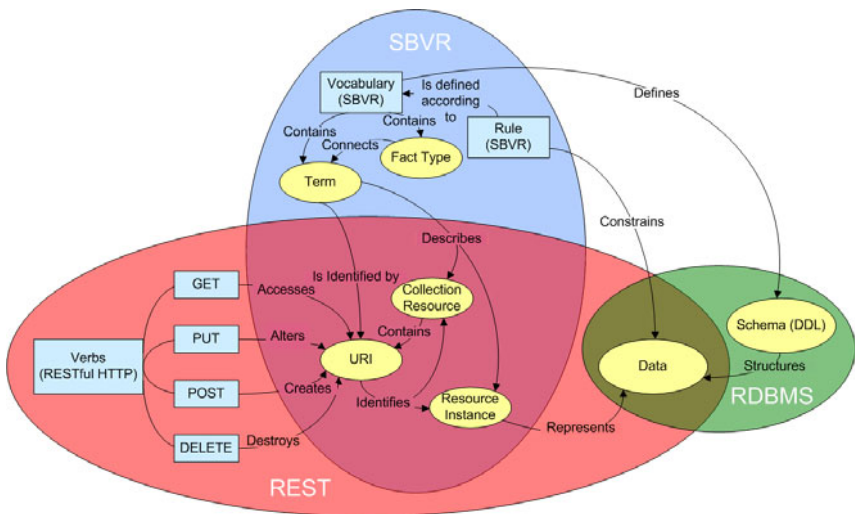 SBVR
Vocabulary
(SBVR)
Is defined
according
to
Defines
Contains
Contains
Connects
Rule
(SBVR)
Fact Type
Term
Constrains
Describes
GET
Accesses
Is Identified by
Collection
Resource
PUT
Alters
Contains
Schema (DDL)
Verbs
(RESTful HTTP)
URI
Data
Structures
POST
Creates
Identifies
Resource
Instance
RDBMS
Represents
DELETE
Destroys
REST